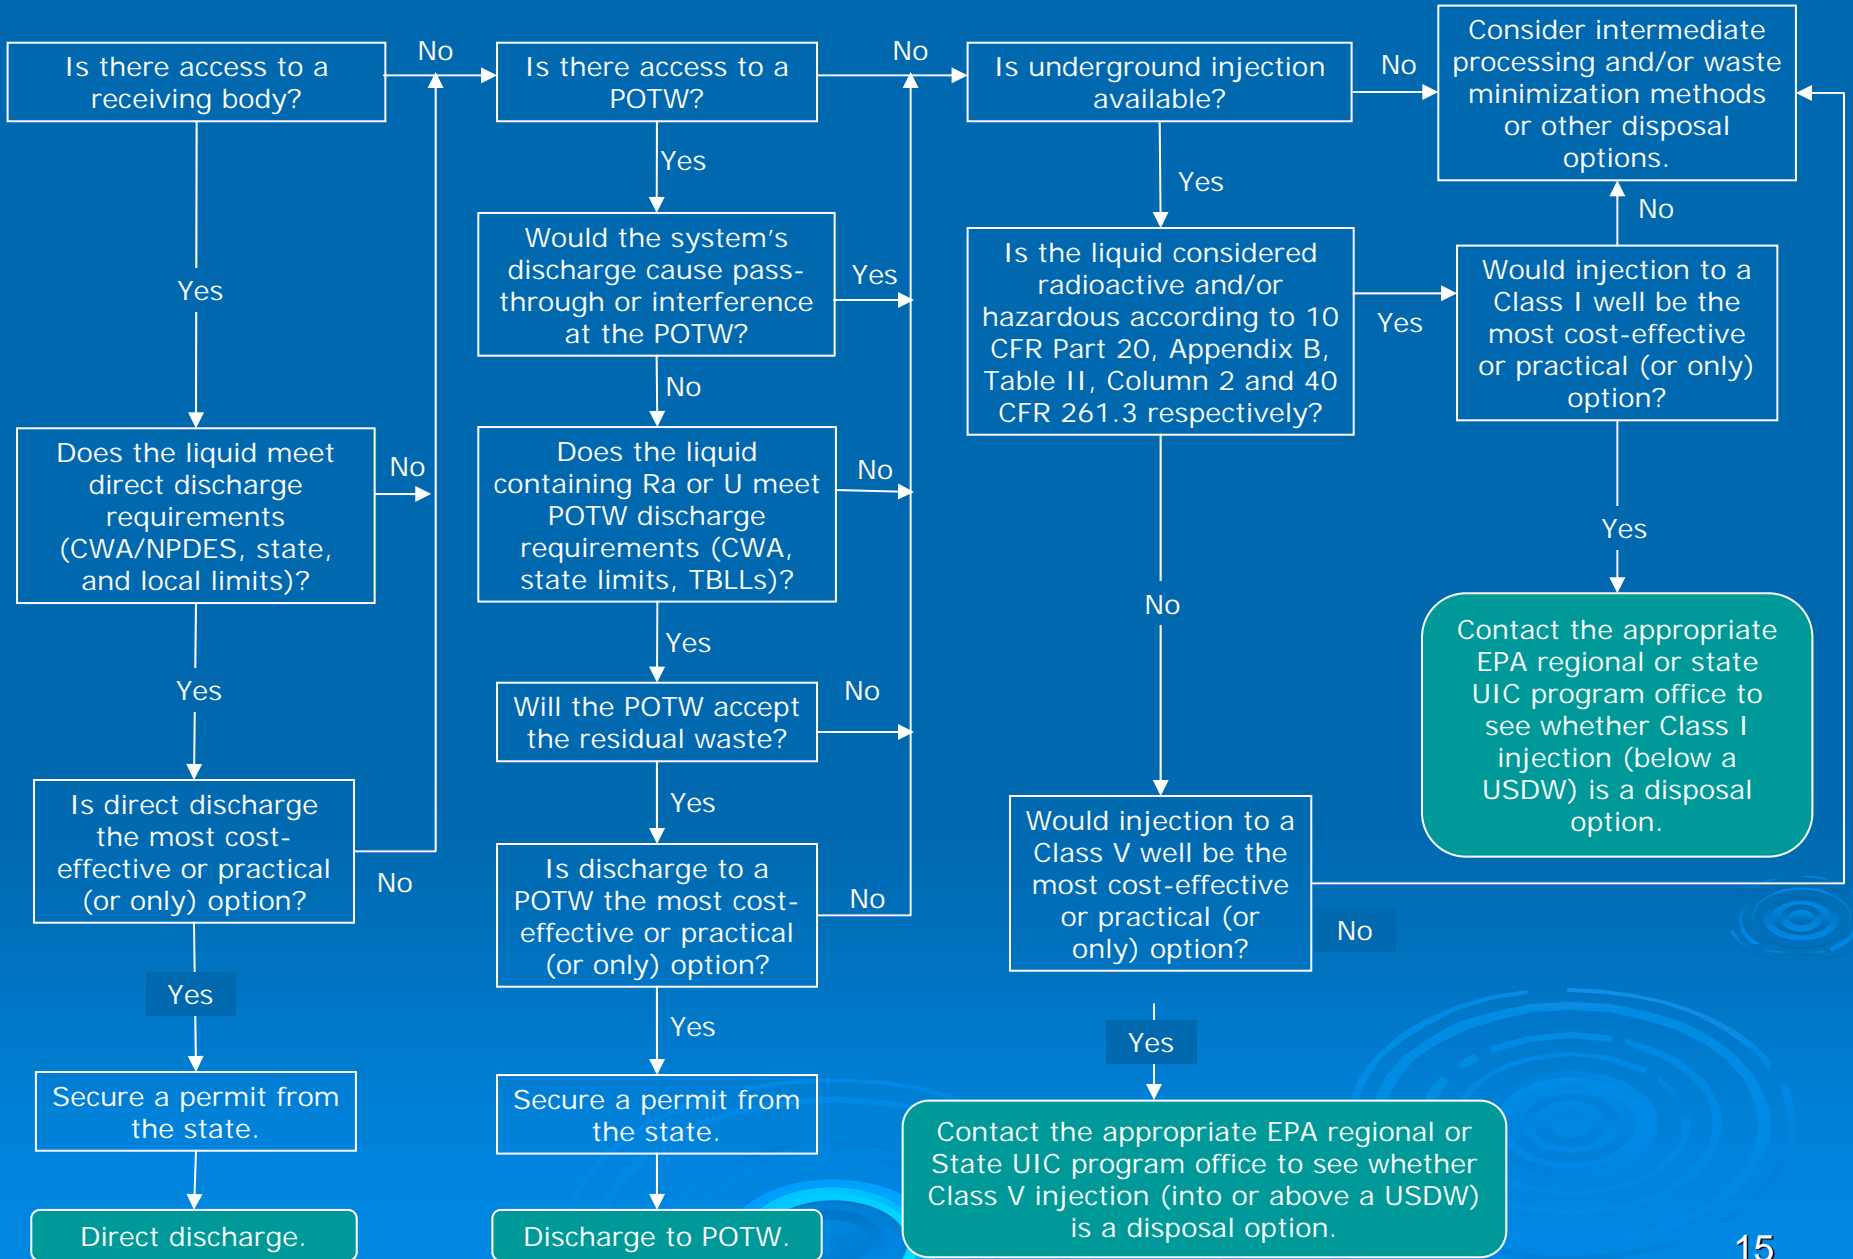 Is there access to a
receiving body?
No
Is there access to a
POTW?
No
Is underground injection
available?
No
Consider intermediate
processing and/or waste
minimization methods
or other disposal
options.
Yes
Does the liquid meet
direct discharge
requirements
(CWA/NPDES, state,
and local limits)?
No
Yes
Is direct discharge
the most cost-
effective or practical
(or only) option?
No
Yes
Secure a permit from
the state.
Direct discharge.
Yes
Would the system's
discharge cause pass-
through or interference
at the POTW?
Yes
No
Does the liquid
containing Ra or U meet
POTW discharge
requirements (CWA,
state limits, TBLLs)?
No
Yes
Will the POTW accept
the residual waste?
No
Yes
Is discharge to a
POTW the most cost-
effective or practical
(or only) option?
No
Yes
Secure a permit from
the state.
Discharge to POTW.
Yes
Is the liquid considered
radioactive and/or
hazardous according to 10
CFR Part 20, Appendix B,
Table II, Column 2 and 40
CFR 261.3 respectively?
Yes
No
Would injection to a
Class V well be the
most cost-effective
or practical (or
only) option?
No
Yes
Contact the appropriate EPA regional or
State UIC program office to see whether
Class V injection (into or above a USDW)
is a disposal option.
No
Would injection to a
Class I well be the
most cost-effective
or practical (or only)
option?
Yes
Contact the appropriate
EPA regional or state
UIC program office to
see whether Class I
injection (below a
USDW) is a disposal
option.
15